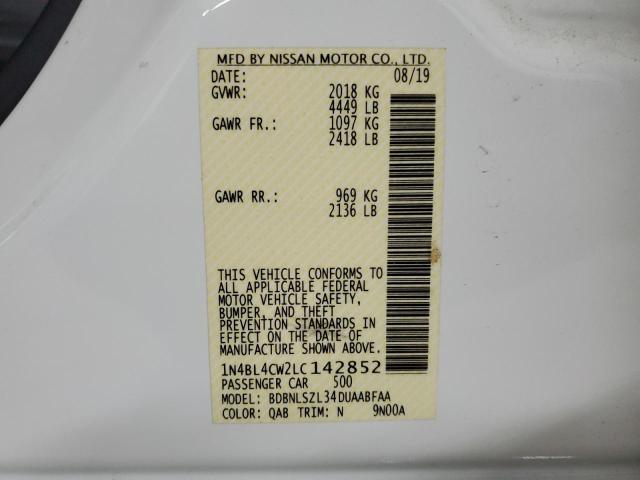 MFD BY NISSAN MOTOR CO., LTD.
DATE: 08/19
GVWR: 2018 KG
4449 LB
GAWR FR.: 1097 KG
2418 LB
GAWR RR.: 969 KG
2136 LB
THIS VEHICLE CONFORMS TO
ALL APPLICABLE FEDERAL
MOTOR VEHICLE SAFETY,
BUMPER, AND THEFT
PREVENTION STANDARDS IN
EFFECT ON THE DATE OF
MANUFACTURE SHOWN ABOVE.
1N4BL4CW2LC142852
PASSENGER CAR 500
MODEL: BDBNLSZL34DUAABFAA
COLOR: QAB TRIM: N 9N00A